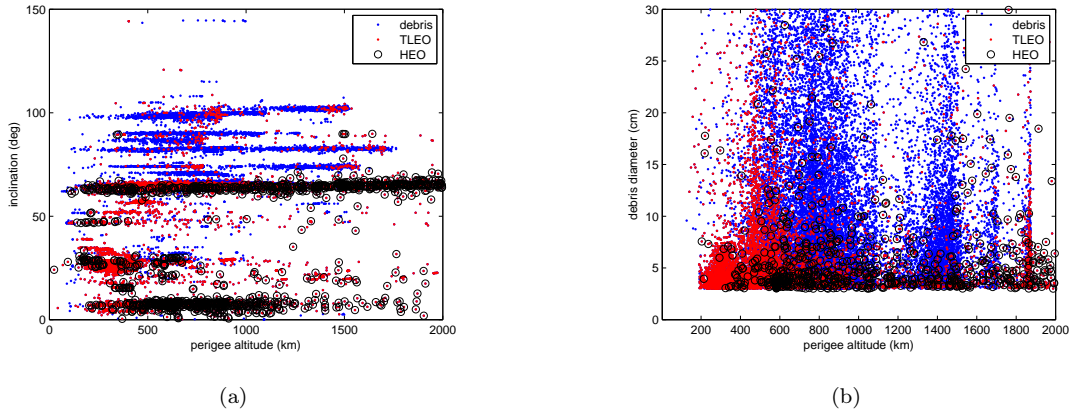 150
100
50
0
inclination (deg)
0
500
1000
1500
2000
perigee altitude (km)
debris
TLEO
HEO
(a)
30
25
20
15
10
5
0
debris diameter (cm)
200
400
600
800
1000
1200
1400
1600
1800
2000
perigee altitude (km)
debris
TLEO
HEO
(b)